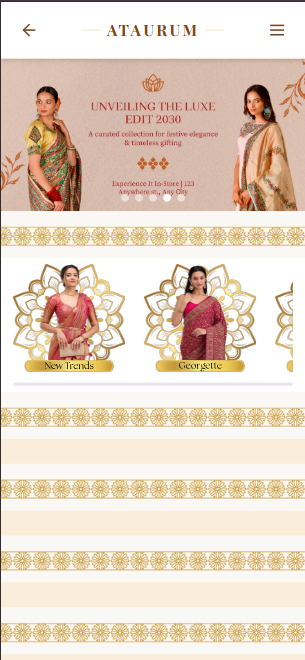 ATAURUM
UNVEILING THE LUXE
EDIT 2030
A curated collection for festive elegance
& timeless gifting
Experience It In-Store | 123
Anywhere st., Any City
New Trends
Georgette